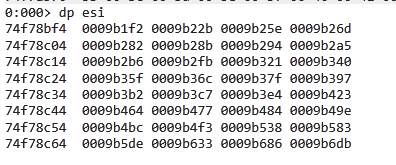 0:000> dp esi
74f78bf4 0009b1f2 0009b22b 0009b25e 0009b26d
74f78c04 0009b282 0009b28b 0009b294 0009b2a5
74f78c14 0009b2b6 0009b2fb 0009b321 0009b340
74f78c24 0009b35f 0009b36c 0009b37f 0009b397
74f78c34 0009b3b2 0009b3c7 0009b3e4 0009b423
74f78c44 0009b464 0009b477 0009b484 0009b49e
74f78c54 0009b4bc 0009b4f3 0009b538 0009b583
74f78c64 0009b5de 0009b633 0009b686 0009b6db